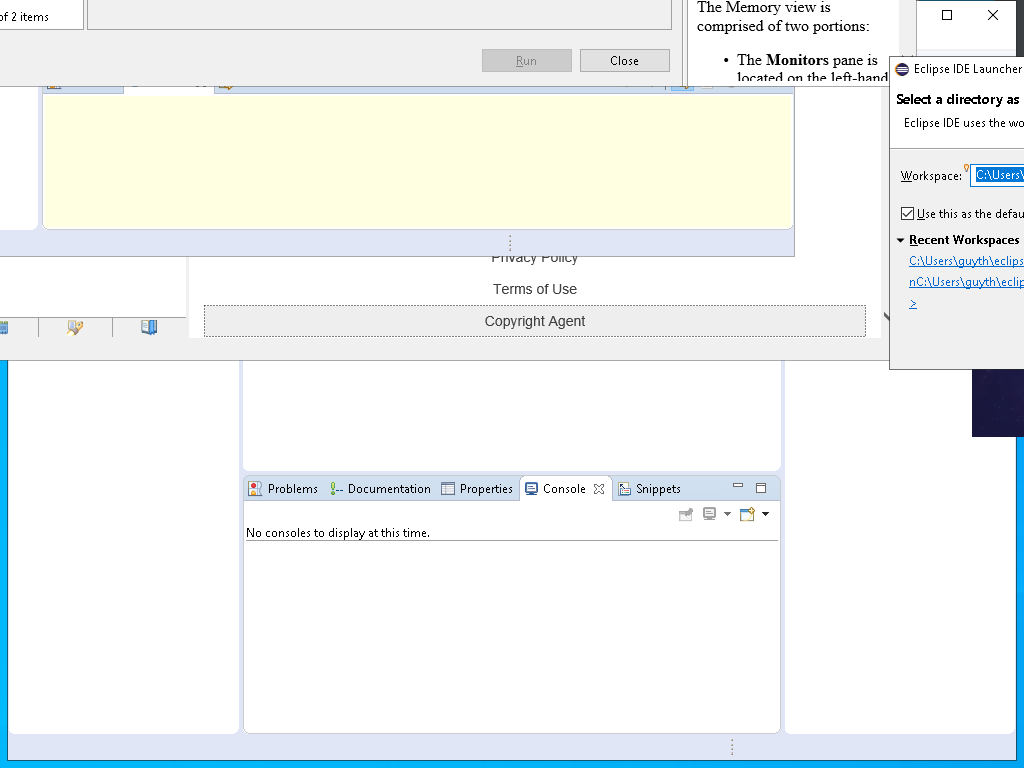 of 2 items
Run
Close
The Memory view is
comprised of two portions:
• The Monitors pane is
located on the left-hand
Eclipse IDE Launcher
Select a directory as
Eclipse IDE uses the wo
Workspace:
C:\Users\
Use this as the defau
Recent Workspaces
C:\Users\guyth\eclips
nC:\Users\guyth\eclip
>
Privacy Policy
Terms of Use
Copyright Agent
Problems
Documentation
Properties
Console
Snippets
No consoles to display at this time.